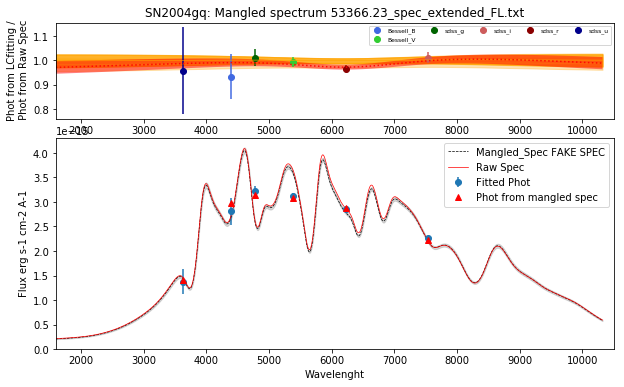 SN2004gq: Mangled spectrum 53366.23_spec_extended_FL.txt
Phot from LCfitting /
Phot from Raw Spec
1.1
1.0
0.9
0.8
Bessell_B sdss_g sdss_i sdss_r sdss_u
Bessell_V
2000 3000 4000 5000 6000 7000 8000 9000 10000
Flux erg s-1 cm-2 A-1
4.0
3.5
3.0
2.5
2.0
1.5
1.0
0.5
0.0
Mangled_Spec FAKE SPEC
Raw Spec
Fitted Phot
Phot from mangled spec
2000 3000 4000 5000 6000 7000 8000 9000 10000
Wavelenght